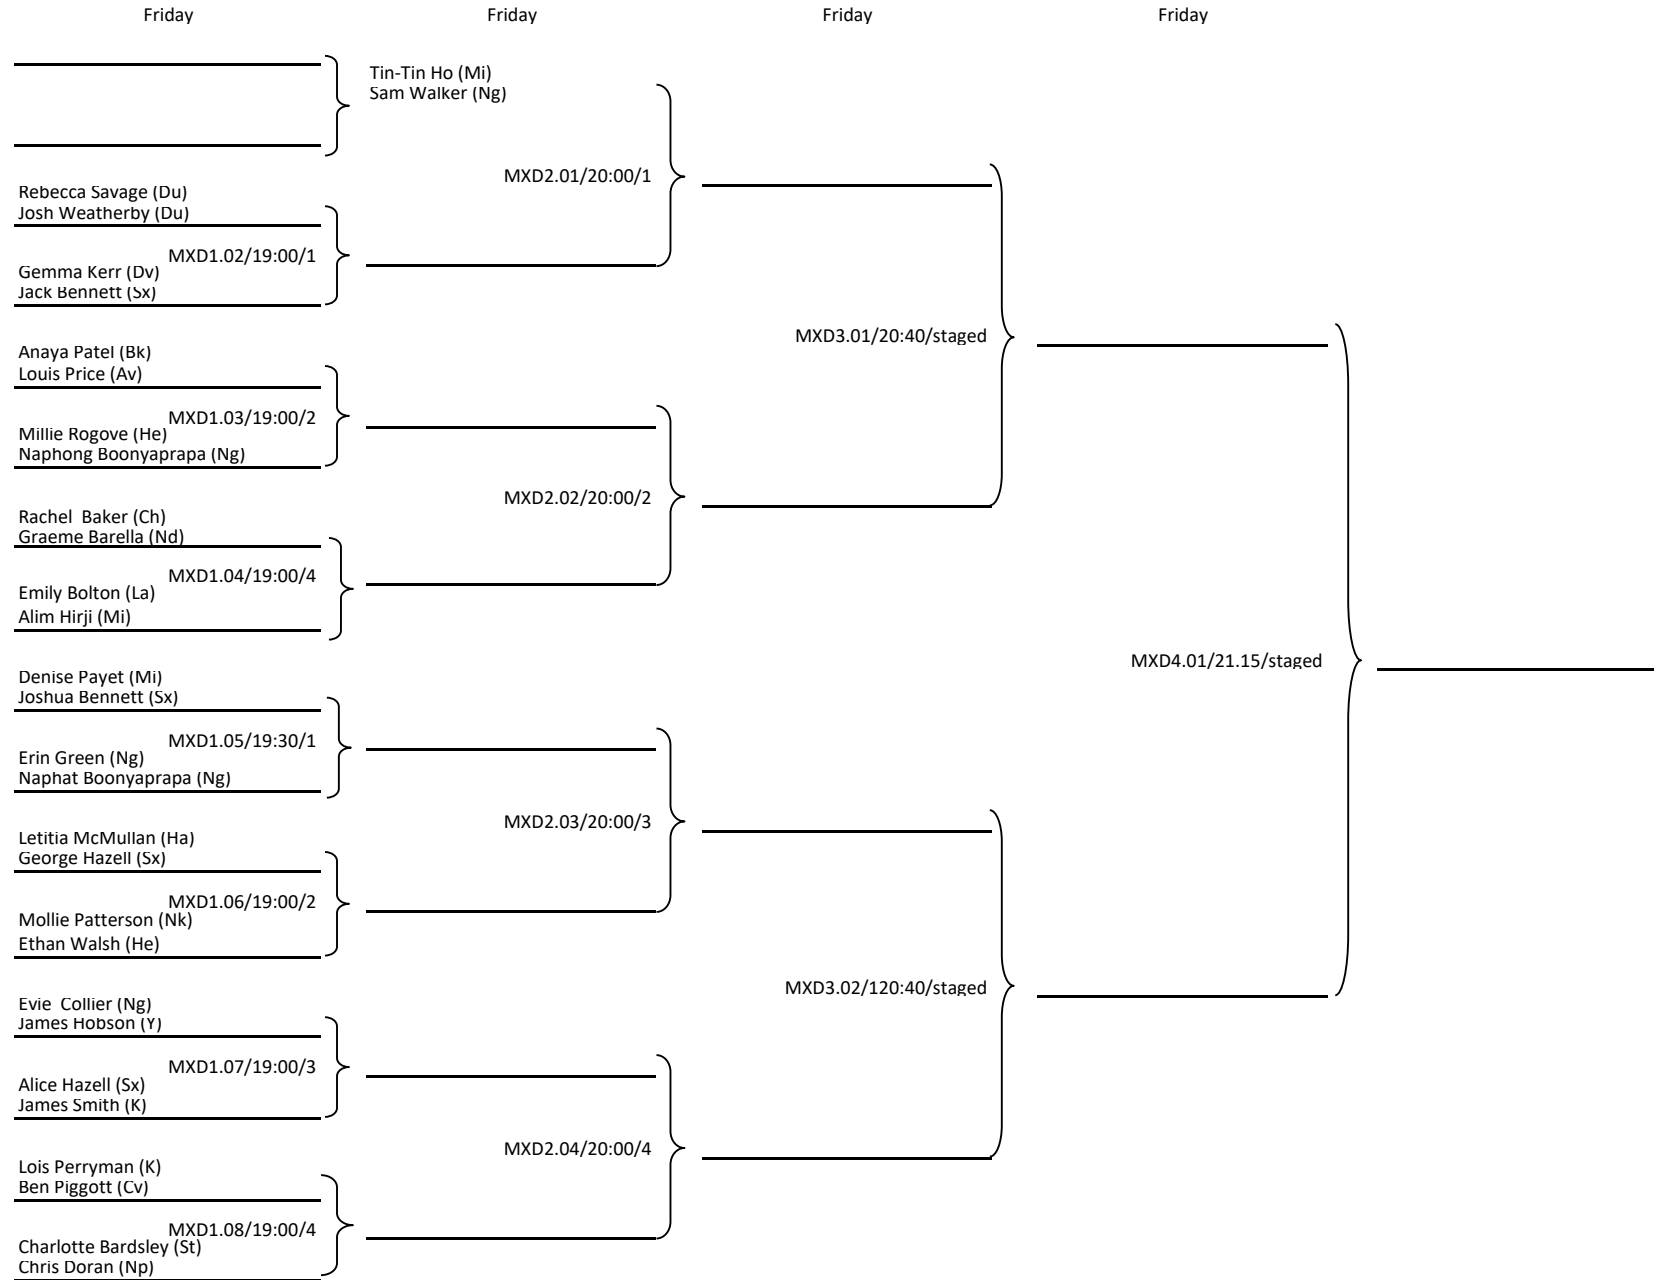 Friday
Friday
Friday
Friday
Tin-Tin Ho (Mi)
Sam Walker (Ng)
MXD2.01/20:00/1
Rebecca Savage (Du)
Josh Weatherby (Du)
MXD1.02/19:00/1
Gemma Kerr (Dv)
Jack Bennett (Sx)
MXD3.01/20:40/staged
Anaya Patel (Bk)
Louis Price (Av)
MXD1.03/19:00/2
Millie Rogove (He)
Naphong Boonyaprapa (Ng)
MXD2.02/20:00/2
Rachel  Baker (Ch)
Graeme Barella (Nd)
MXD1.04/19:00/4
Emily Bolton (La)
Alim Hirji (Mi)
MXD4.01/21.15/staged
Denise Payet (Mi)
Joshua Bennett (Sx)
MXD1.05/19:30/1
Erin Green (Ng)
Naphat Boonyaprapa (Ng)
MXD2.03/20:00/3
Letitia McMullan (Ha)
George Hazell (Sx)
MXD1.06/19:00/2
Mollie Patterson (Nk)
Ethan Walsh (He)
MXD3.02/120:40/staged
Evie  Collier (Ng)
James Hobson (Y)
MXD1.07/19:00/3
Alice Hazell (Sx)
James Smith (K)
MXD2.04/20:00/4
Lois Perryman (K)
Ben Piggott (Cv)
MXD1.08/19:00/4
Charlotte Bardsley (St)
Chris Doran (Np)